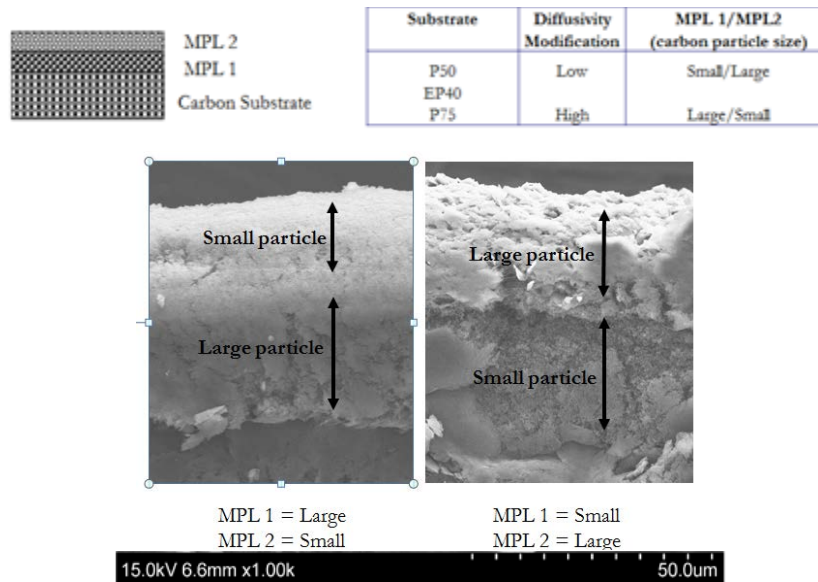 MPL 2
MPL 1
Carbon Substrate
Substrate
Diffusivity Modification
MPL 1/MPL2 (carbon particle size)
P50
Low
Small/Large
EP40
P75
High
Large/Small
Small particle
Large particle
Large particle
Small particle
MPL 1 = Large
MPL 2 = Small
MPL 1 = Small
MPL 2 = Large
15.0kV 6.6mm x1.00k
50.0um